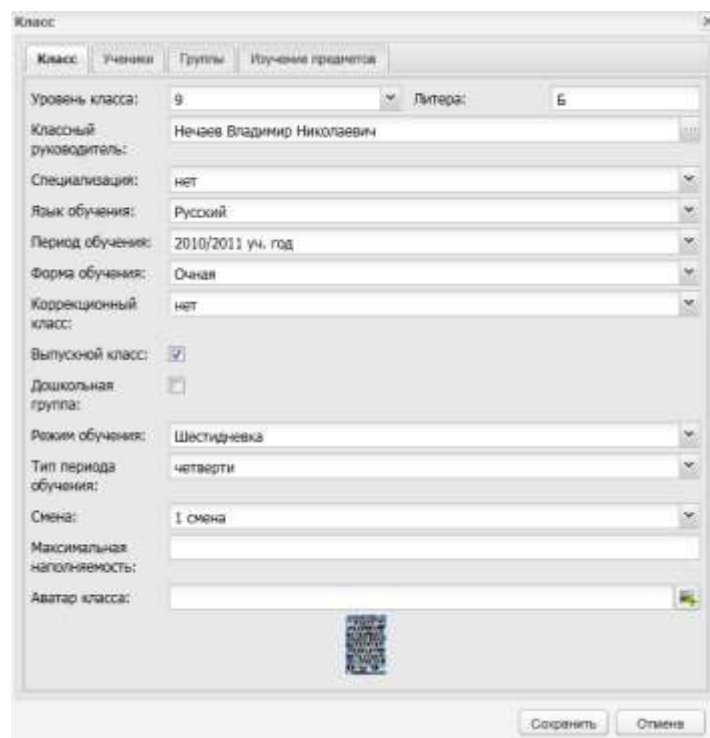 Класс
Класс Ученики Группы Изучение предметов
Уровень класса: 9 Литера: Б
Классный
руководитель:
Нечаев Владимир Николаевич
Специализация: нет
Язык обучения: Русский
Период обучения: 2010/2011 уч. год
Форма обучения: Очная
Коррекционный
класс:
нет
Выпускной класс:
Дошкольная
группа:
Режим обучения: Шестидневка
Тип периода
обучения:
четверти
Смена: 1 смена
Максимальная
наполняемость:
Аватар класса:
Сохранить Отмена